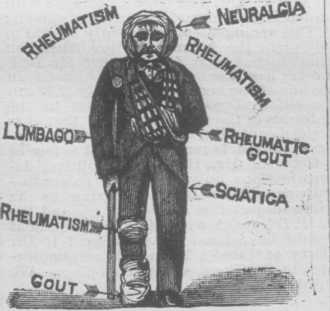 NEURALGIA
RHEUMATISM
RHEUMATISM
LUMBAGO
RHEUMATIC
GOUT
SCIATICA
RHEUMATISM
GOUT